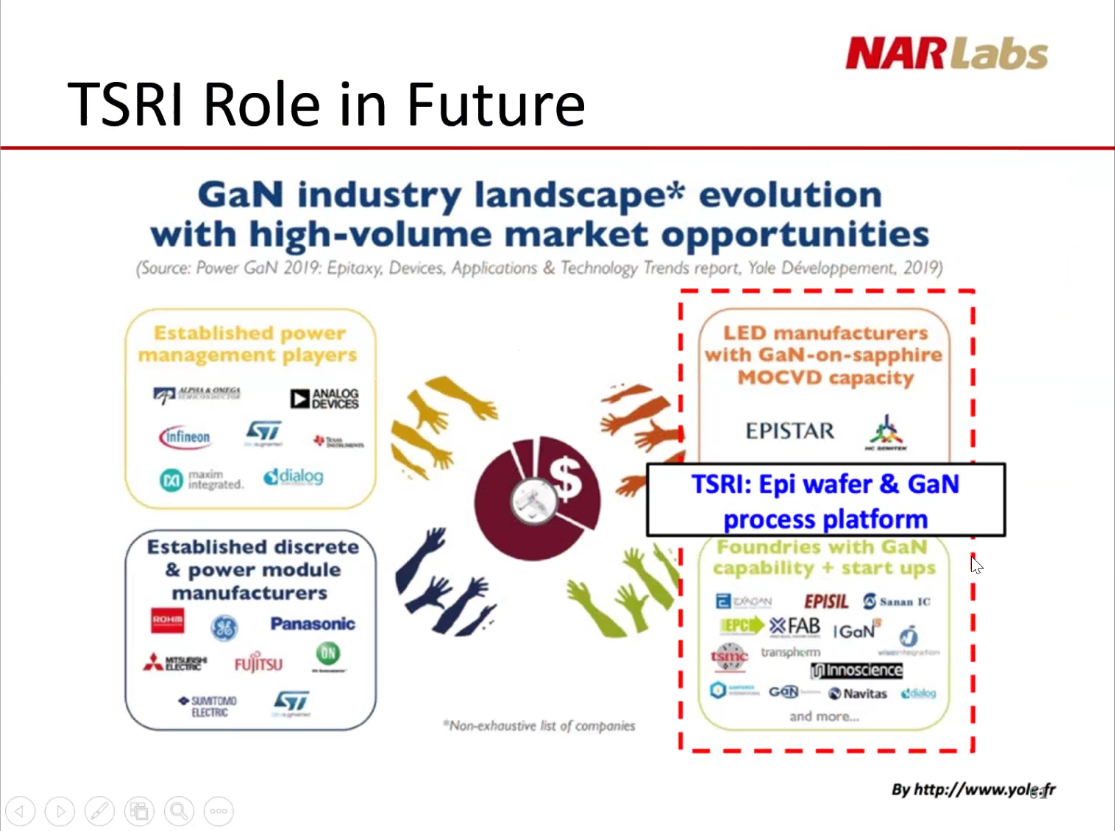 NARLabs
TSRI Role in Future
GaN industry landscape* evolution
with high-volume market opportunities
(Source: Power GaN 2019: Epitaxy, Devices, Applications & Technology Trends report, Yole Développement, 2019)
Established power
management players
ALPHA & OMEGA
SEMICONDUCTOR
ANALOG
DEVICES
infineon
ST
TEXAS
INSTRUMENTS
maxim
integrated.
dialog
Established discrete
& power module
manufacturers
ROHM
GE
Panasonic
MITSUBISHI
ELECTRIC
FUJITSU
ON
SUMITOMO
ELECTRIC
ST
$
LED manufacturers
with GaN-on-sapphire
MOCVD capacity
EPISTAR
TSRI: Epi wafer & GaN
process platform
Foundries with GaN
capability + start ups
EXAGAN
EPISIL
Sanan IC
EPC
XFAB
IGaN
tsmc
transphorm
wiseintegration
Innoscience
GaN
Navitas
dialog
and more...
*Non-exhaustive list of companies
By http://www.yole.fr